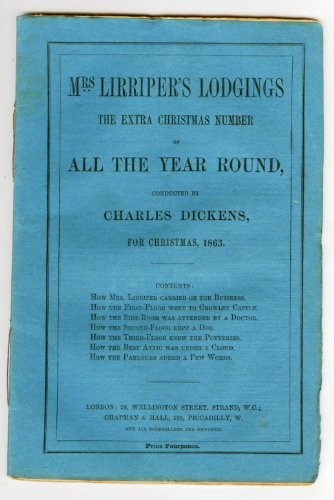 MRS LIRRIPER'S LODGINGS
THE EXTRA CHRISTMAS NUMBER
OF
ALL THE YEAR ROUND,
CONDUCTED BY
CHARLES DICKENS,
FOR CHRISTMAS, 1863.
CONTENTS:
HOW MRS. LIRRIPER CARRIED ON THE BUSINESS.
HOW THE FIRST-FLOOR WENT TO CROWLEY CASTLE.
HOW THE SIDE-ROOM WAS ATTENDED BY A DOCTOR.
HOW THE SECOND-FLOOR KEPT A DOG.
HOW THE THIRD-FLOOR KNEW THE POTTERIES.
HOW THE BEST ATTIC WAS UNDER A CLOUD.
HOW THE PARLOURS ADDED A FEW WORDS.
LONDON: 26, WELLINGTON STREET, STRAND, W.C.;
CHAPMAN & HALL, 193, PICCADILLY, W.
AND ALL BOOKSELLERS AND NEWSMEN.
Price Fourpence.